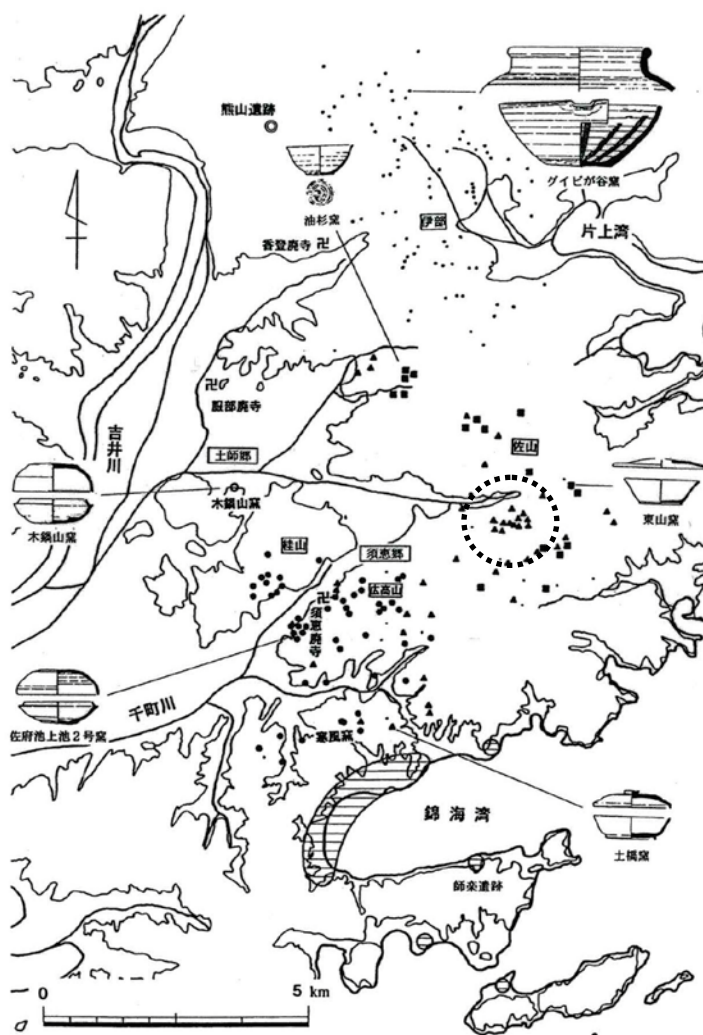 熊山遺跡
グイビが谷窯
油杉窯
伊部
片上湾
香登廃寺
服部廃寺
吉井川
土師郷
佐山
木鍋山窯
木鍋山窯
東山窯
須恵郷
広高山
須恵廃寺
千町川
佐府池上池2号窯
寒風窯
錦海湾
土橋窯
師楽遺跡
0 5 km